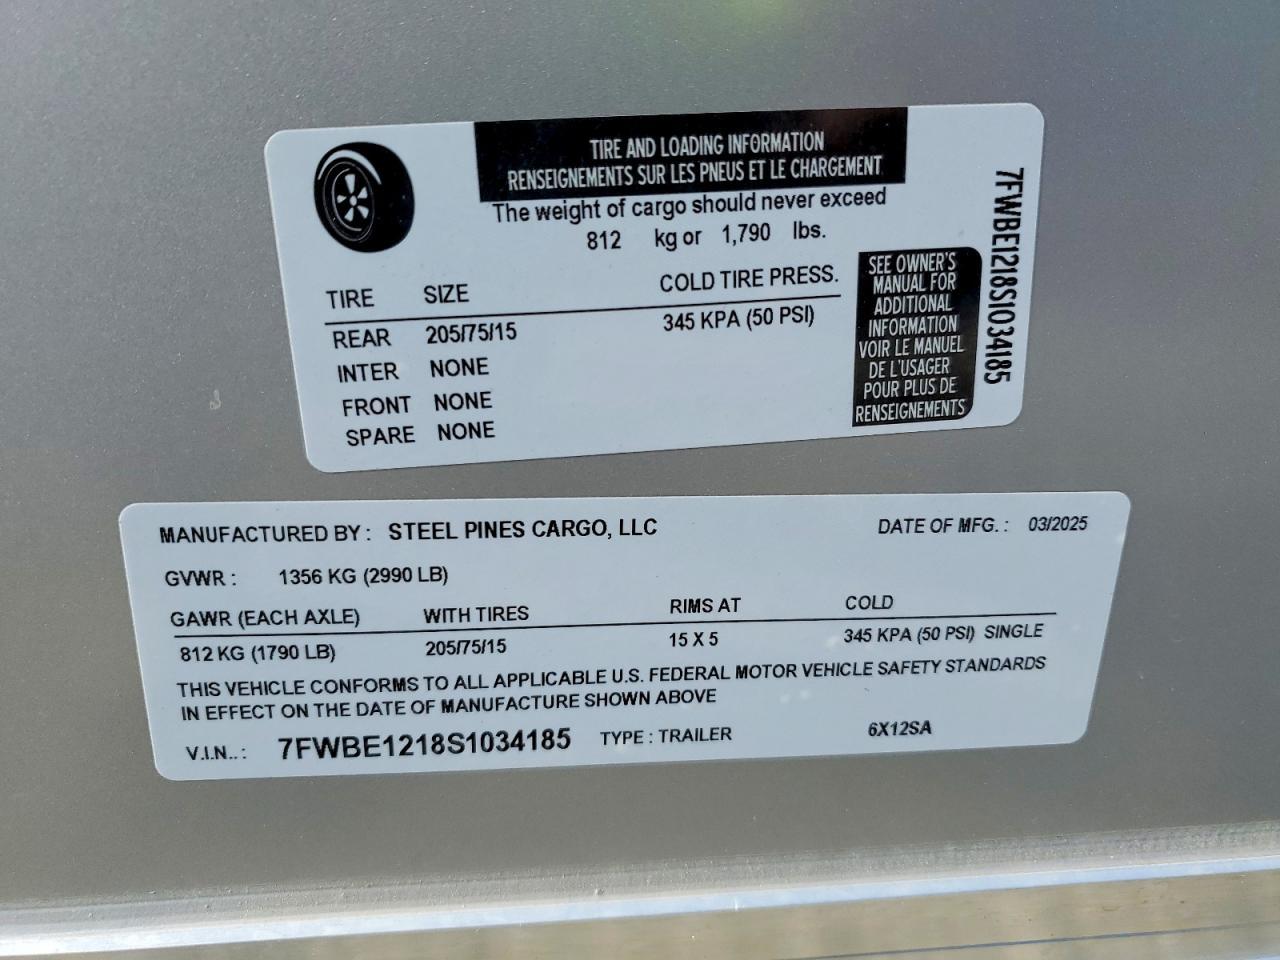 TIRE AND LOADING INFORMATION
RENSEIGNEMENTS SUR LES PNEUS ET LE CHARGEMENT
The weight of cargo should never exceed
812 kg or 1,790 lbs.
TIRE SIZE COLD TIRE PRESS.
REAR 205/75/15 345 KPA (50 PSI)
INTER NONE
FRONT NONE
SPARE NONE
SEE OWNER'S
MANUAL FOR
ADDITIONAL
INFORMATION
VOIR LE MANUEL
DE L'USAGER
POUR PLUS DE
RENSEIGNEMENTS
7FWBE1218S1034185
MANUFACTURED BY : STEEL PINES CARGO, LLC DATE OF MFG. : 03/2025
GVWR : 1356 KG (2990 LB)
GAWR (EACH AXLE) WITH TIRES RIMS AT COLD
812 KG (1790 LB) 205/75/15 15 X 5 345 KPA (50 PSI) SINGLE
THIS VEHICLE CONFORMS TO ALL APPLICABLE U.S. FEDERAL MOTOR VEHICLE SAFETY STANDARDS
IN EFFECT ON THE DATE OF MANUFACTURE SHOWN ABOVE
V.I.N.. : 7FWBE1218S1034185 TYPE : TRAILER 6X12SA